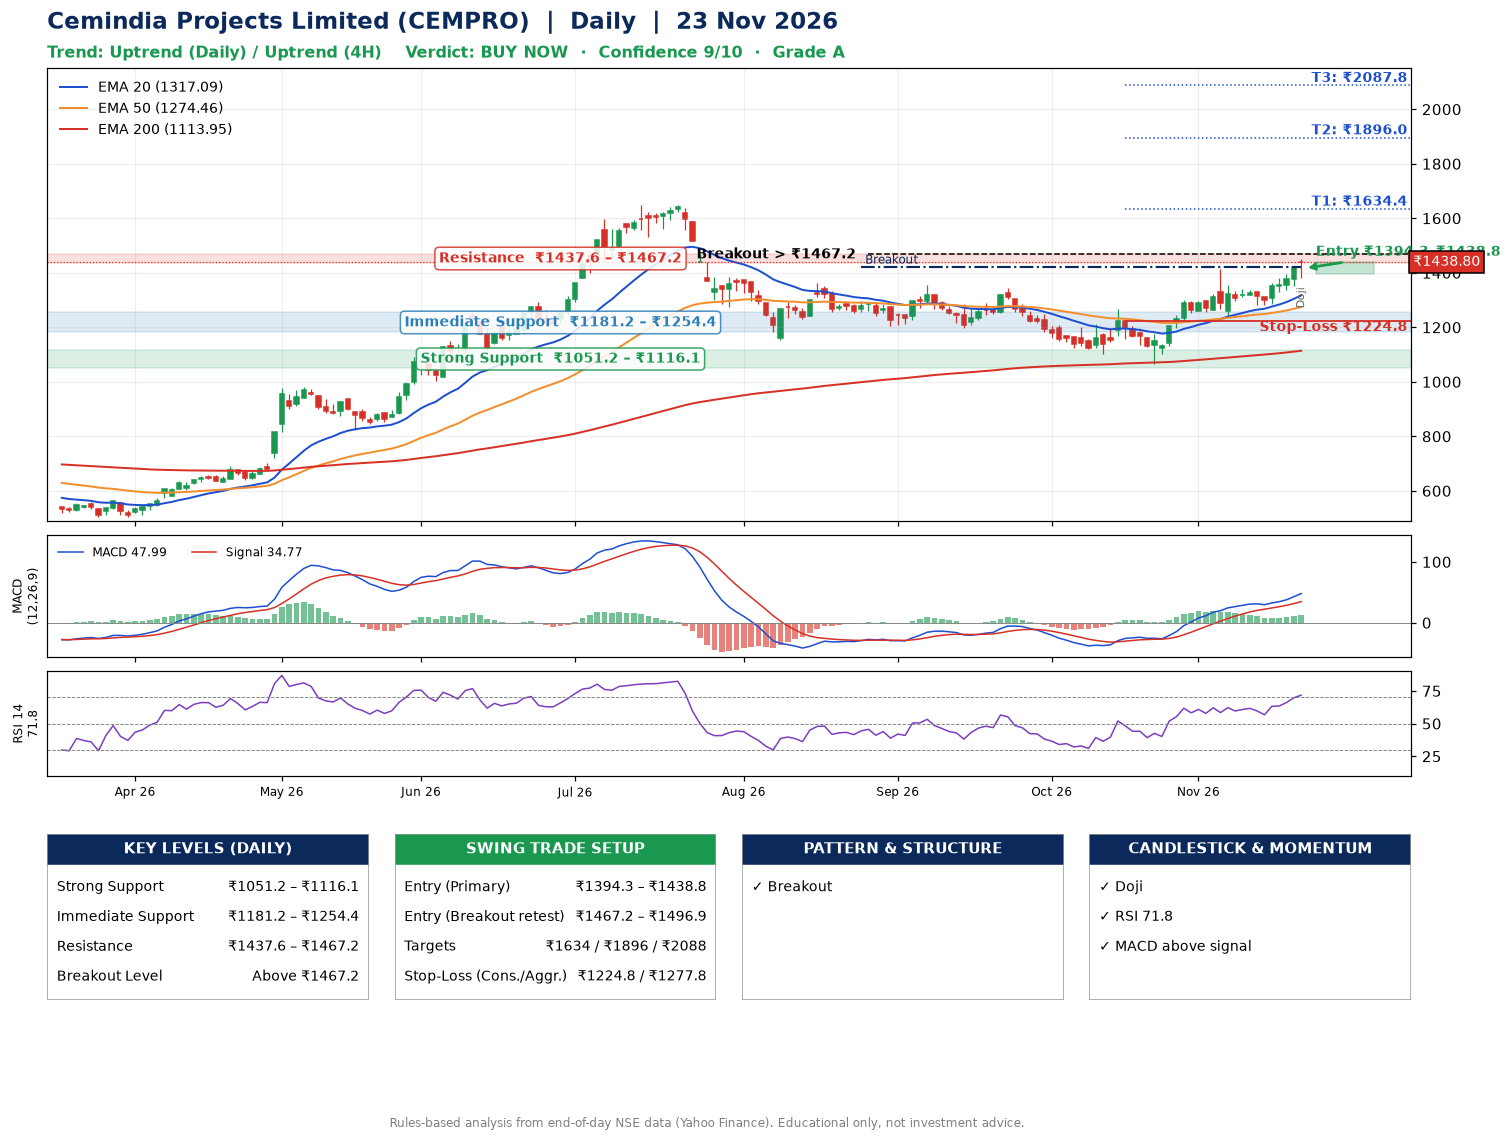 Cemindia Projects Limited (CEMPRO)  |  Daily  |  23 Nov 2026
Trend: Uptrend (Daily) / Uptrend (4H)    Verdict: BUY NOW  ·  Confidence 9/10  ·  Grade A
EMA 20 (1317.09)
EMA 50 (1274.46)
EMA 200 (1113.95)
T3: ₹2087.8
T2: ₹1896.0
T1: ₹1634.4
Breakout > ₹1467.2
Breakout
Entry ₹1394.3–₹1438.8
₹1438.80
Resistance  ₹1437.6 – ₹1467.2
Immediate Support  ₹1181.2 – ₹1254.4
Strong Support  ₹1051.2 – ₹1116.1
Doji
Stop-Loss ₹1224.8
2000
1800
1600
1400
1200
1000
800
600
MACD (12,26,9)
MACD 47.99
Signal 34.77
100
0
RSI 14
71.8
75
50
25
Apr 26
May 26
Jun 26
Jul 26
Aug 26
Sep 26
Oct 26
Nov 26
KEY LEVELS (DAILY)
Strong Support ₹1051.2 – ₹1116.1
Immediate Support ₹1181.2 – ₹1254.4
Resistance ₹1437.6 – ₹1467.2
Breakout Level Above ₹1467.2
SWING TRADE SETUP
Entry (Primary) ₹1394.3 – ₹1438.8
Entry (Breakout retest) ₹1467.2 – ₹1496.9
Targets ₹1634 / ₹1896 / ₹2088
Stop-Loss (Cons./Aggr.) ₹1224.8 / ₹1277.8
PATTERN & STRUCTURE
✓ Breakout
CANDLESTICK & MOMENTUM
✓ Doji
✓ RSI 71.8
✓ MACD above signal
Rules-based analysis from end-of-day NSE data (Yahoo Finance). Educational only, not investment advice.